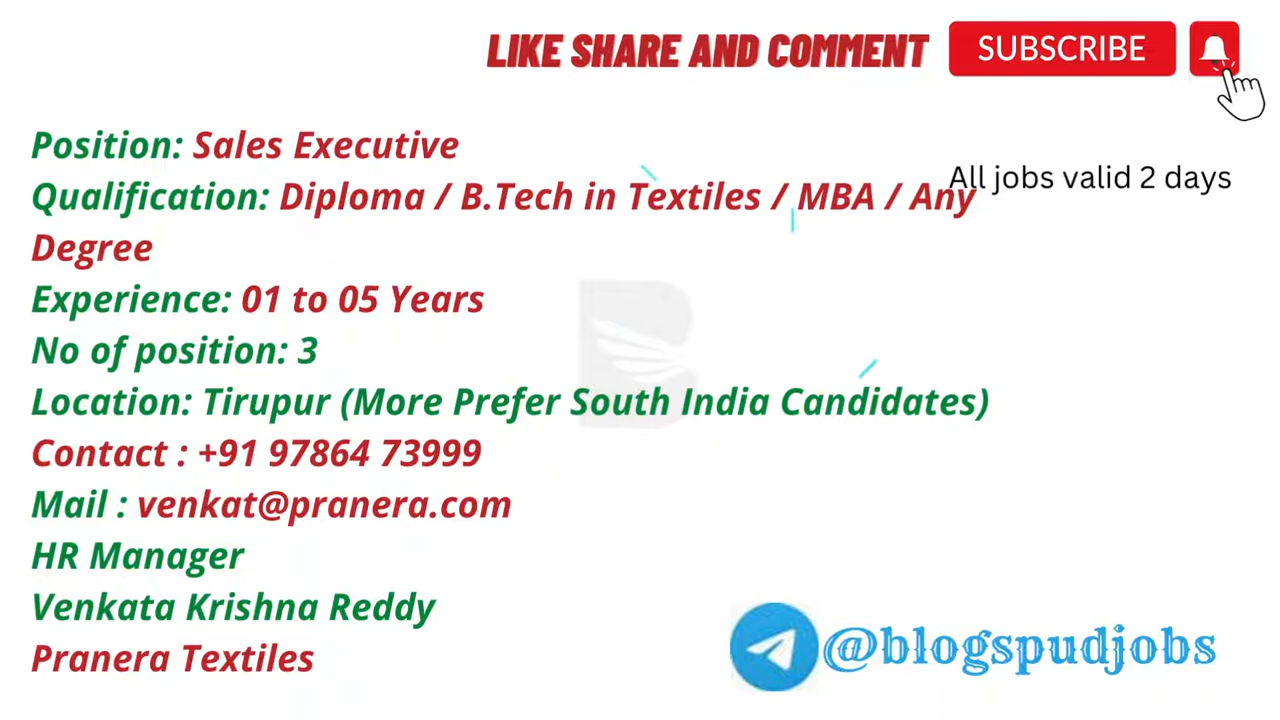 LIKE SHARE AND COMMENT
SUBSCRIBE
Position: Sales Executive
All jobs valid 2 days
Qualification: Diploma / B.Tech in Textiles / MBA / Any
Degree
Experience: 01 to 05 Years
No of position: 3
Location: Tirupur (More Prefer South India Candidates)
Contact : +91 97864 73999
Mail : venkat@pranera.com
HR Manager
Venkata Krishna Reddy
Pranera Textiles
@blogspudjobs